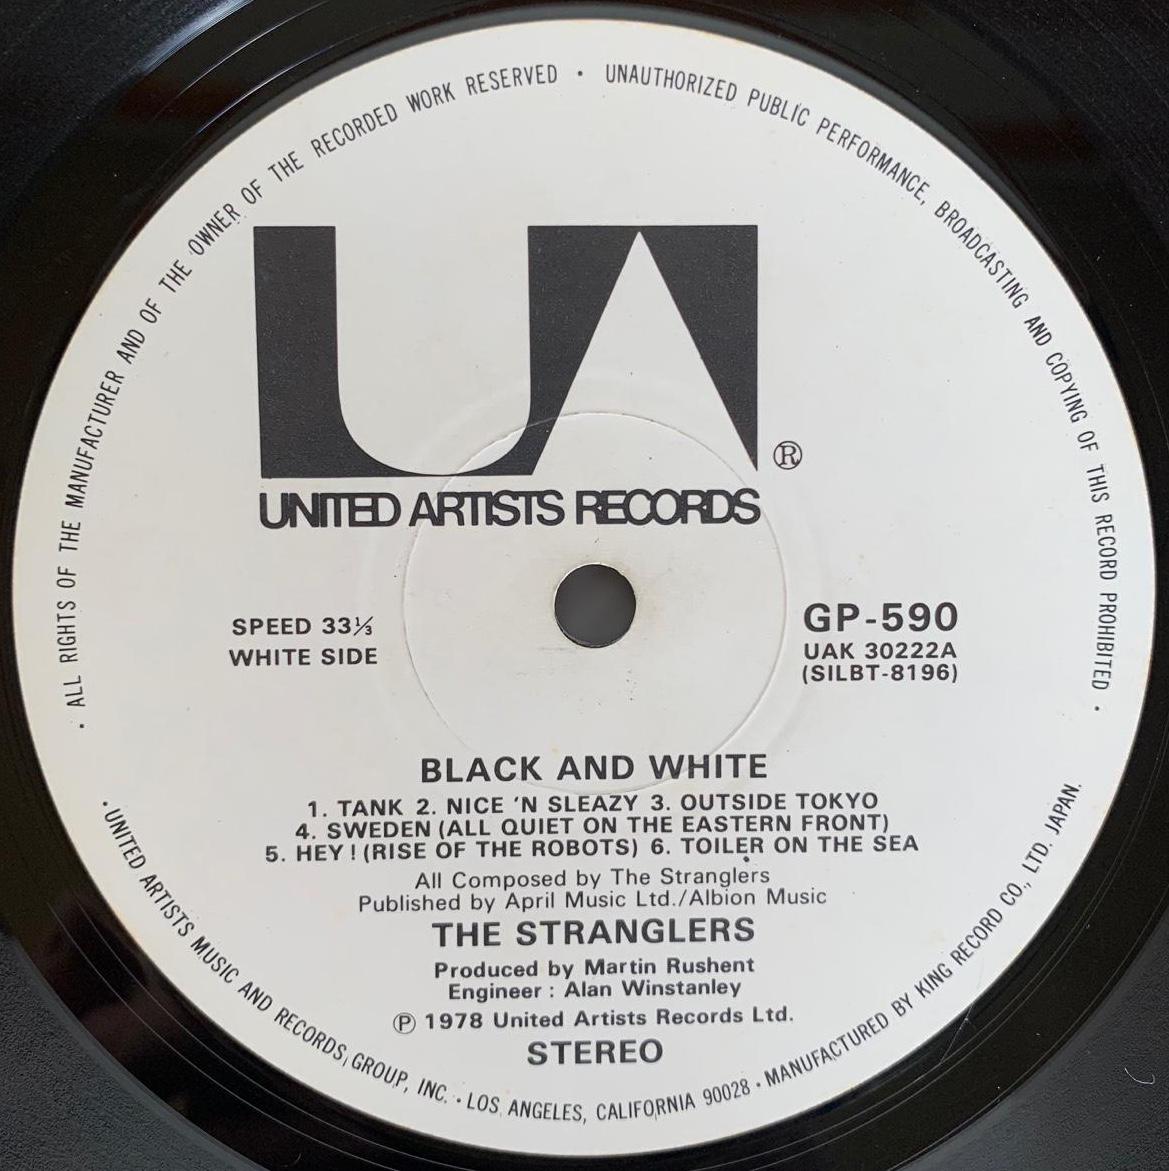 · ALL RIGHTS OF THE MANUFACTURER AND OF THE OWNER OF THE RECORDED WORK RESERVED · UNAUTHORIZED PUBLIC PERFORMANCE, BROADCASTING AND COPYING OF THIS RECORD PROHIBITED ·
UA ®
UNITED ARTISTS RECORDS
SPEED 33⅓
WHITE SIDE
GP-590
UAK 30222A
(SILBT-8196)
BLACK AND WHITE
1. TANK 2. NICE 'N SLEAZY 3. OUTSIDE TOKYO
4. SWEDEN (ALL QUIET ON THE EASTERN FRONT)
5. HEY! (RISE OF THE ROBOTS) 6. TOILER ON THE SEA
All Composed by The Stranglers
Published by April Music Ltd./Albion Music
THE STRANGLERS
Produced by Martin Rushent
Engineer : Alan Winstanley
Ⓟ 1978 United Artists Records Ltd.
STEREO
· UNITED ARTISTS MUSIC AND RECORDS GROUP, INC. · LOS ANGELES, CALIFORNIA 90028 · MANUFACTURED BY KING RECORD CO., LTD. JAPAN.